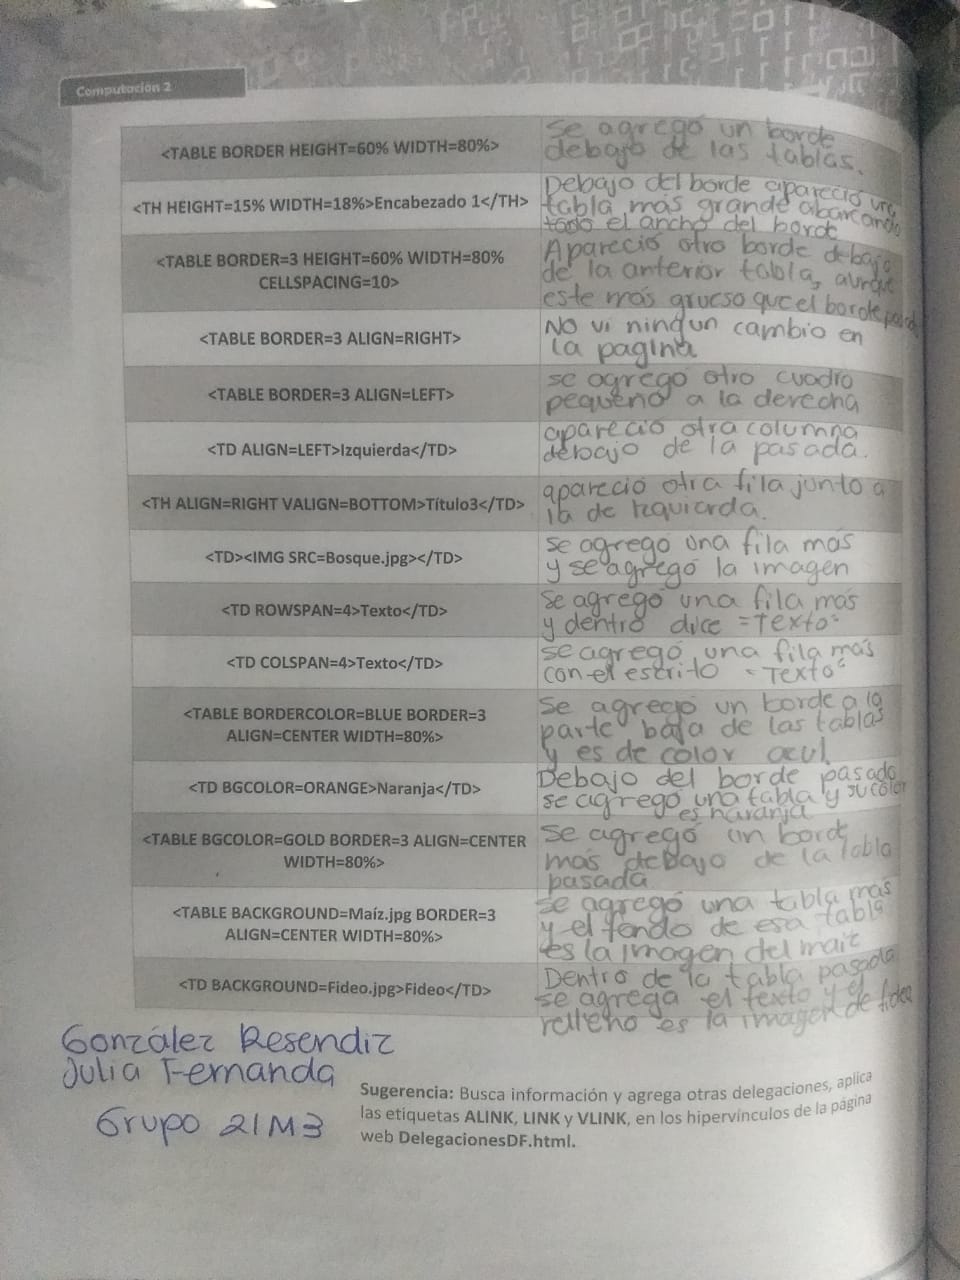 Computación 2
<TABLE BORDER HEIGHT=60% WIDTH=80%>
se agregó un borde
debajo de las tablas.
<TH HEIGHT=15% WIDTH=18%>Encabezado 1</TH>
Debajo del borde apareció una
tabla más grande abarcando
todo el ancho del borde
<TABLE BORDER=3 HEIGHT=60% WIDTH=80%
CELLSPACING=10>
Apareció otro borde debajo
de la anterior tabla, aunque
este más grueso que el borde pasado
<TABLE BORDER=3 ALIGN=RIGHT>
No vi ningun cambio en
la pagina
<TABLE BORDER=3 ALIGN=LEFT>
se agregó otro cuadro
pequeño a la derecha
<TD ALIGN=LEFT>Izquierda</TD>
apareció otra columna
debajo de la pasada.
<TH ALIGN=RIGHT VALIGN=BOTTOM>Título3</TD>
apareció otra fila junto a
la de Izquierda.
<TD><IMG SRC=Bosque.jpg></TD>
se agregó una fila más
y se agregó la imagen
<TD ROWSPAN=4>Texto</TD>
se agregó una fila más
y dentro dice "Texto"
<TD COLSPAN=4>Texto</TD>
se agregó una fila más
con el escrito "Texto"
<TABLE BORDERCOLOR=BLUE BORDER=3
ALIGN=CENTER WIDTH=80%>
se agregó un borde a la
parte baja de las tablas
y es de color azul
<TD BGCOLOR=ORANGE>Naranja</TD>
Debajo del borde pasado
se agregó una tabla y su color
es naranja
<TABLE BGCOLOR=GOLD BORDER=3 ALIGN=CENTER
WIDTH=80%>
se agregó un borde
más debajo de la tabla
pasada
<TABLE BACKGROUND=Maíz.jpg BORDER=3
ALIGN=CENTER WIDTH=80%>
se agregó una tabla más
y el fondo de esa tabla
es la imagen del maiz
<TD BACKGROUND=Fideo.jpg>Fideo</TD>
Dentro de la tabla pasada
se agrega el texto y el
relleno es la imagen de fideo
González Resendiz
Julia Fernanda
Grupo 21M3
Sugerencia: Busca información y agrega otras delegaciones, aplica
las etiquetas ALINK, LINK y VLINK, en los hipervínculos de la página
web DelegacionesDF.html.